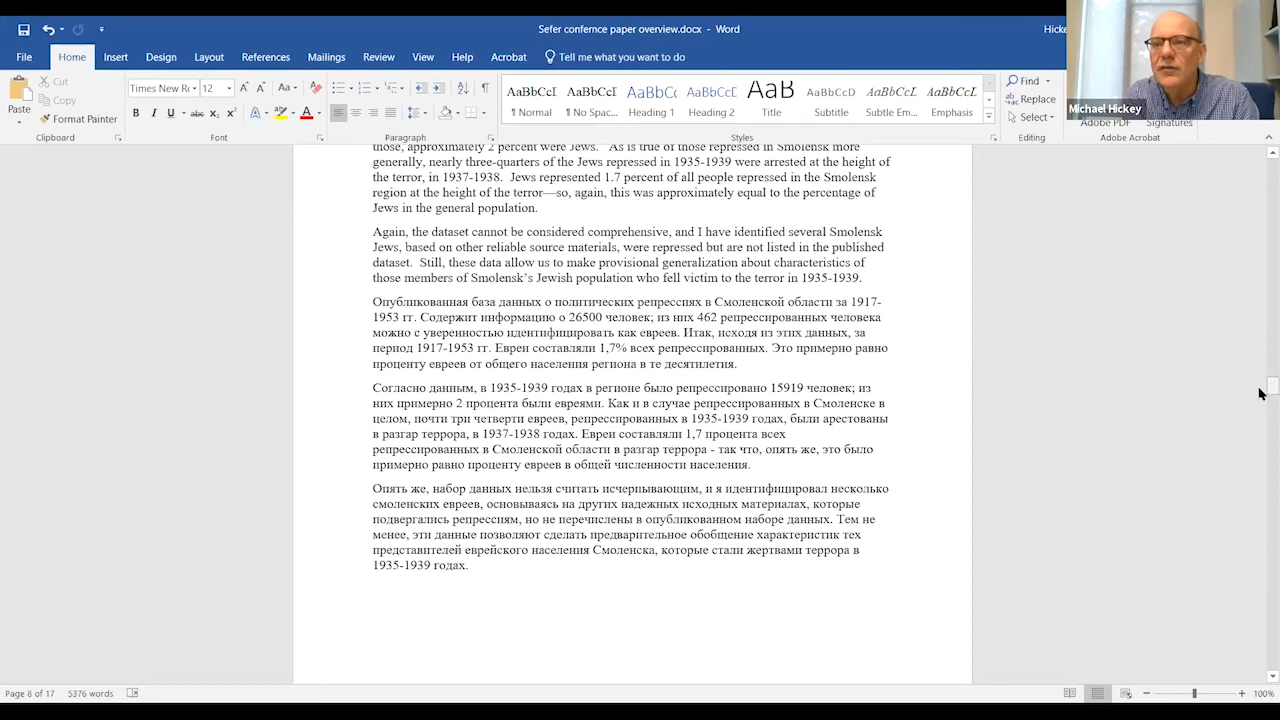 Sefer confernce paper overview.docx - Word
Hicke
File Home Insert Design Layout References Mailings Review View Help Acrobat Tell me what you want to do
Paste
Cut
Copy
Format Painter
Clipboard
Times New R 12
Font
Paragraph
AaBbCcI AaBbCcI AaBbC( AaBbCcI AaB AaBbCcD AaBbCcL AaBbCcL
¶ Normal ¶ No Spac... Heading 1 Heading 2 Title Subtitle Subtle Em... Emphasis
Styles
Find
Replace
Select
Editing
Michael Hickey
Adobe PDF
Signatures
Adobe Acrobat
those, approximately 2 percent were Jews. As is true of those repressed in Smolensk more
generally, nearly three-quarters of the Jews repressed in 1935-1939 were arrested at the height of
the terror, in 1937-1938. Jews represented 1.7 percent of all people repressed in the Smolensk
region at the height of the terror—so, again, this was approximately equal to the percentage of
Jews in the general population.
Again, the dataset cannot be considered comprehensive, and I have identified several Smolensk
Jews, based on other reliable source materials, were repressed but are not listed in the published
dataset. Still, these data allow us to make provisional generalization about characteristics of
those members of Smolensk's Jewish population who fell victim to the terror in 1935-1939.
Опубликованная база данных о политических репрессиях в Смоленской области за 1917-
1953 гг. Содержит информацию о 26500 человек; из них 462 репрессированных человека
можно с уверенностью идентифицировать как евреев. Итак, исходя из этих данных, за
период 1917-1953 гг. Евреи составляли 1,7% всех репрессированных. Это примерно равно
проценту евреев от общего населения региона в те десятилетия.
Согласно данным, в 1935-1939 годах в регионе было репрессировано 15919 человек; из
них примерно 2 процента были евреями. Как и в случае репрессированных в Смоленске в
целом, почти три четверти евреев, репрессированных в 1935-1939 годах, были арестованы
в разгар террора, в 1937-1938 годах. Евреи составляли 1,7 процента всех
репрессированных в Смоленской области в разгар террора - так что, опять же, это было
примерно равно проценту евреев в общей численности населения.
Опять же, набор данных нельзя считать исчерпывающим, и я идентифицировал несколько
смоленских евреев, основываясь на других надежных исходных материалах, которые
подвергались репрессиям, но не перечислены в опубликованном наборе данных. Тем не
менее, эти данные позволяют сделать предварительное обобщение характеристик тех
представителей еврейского населения Смоленска, которые стали жертвами террора в
1935-1939 годах.
Page 8 of 17 5376 words
100%